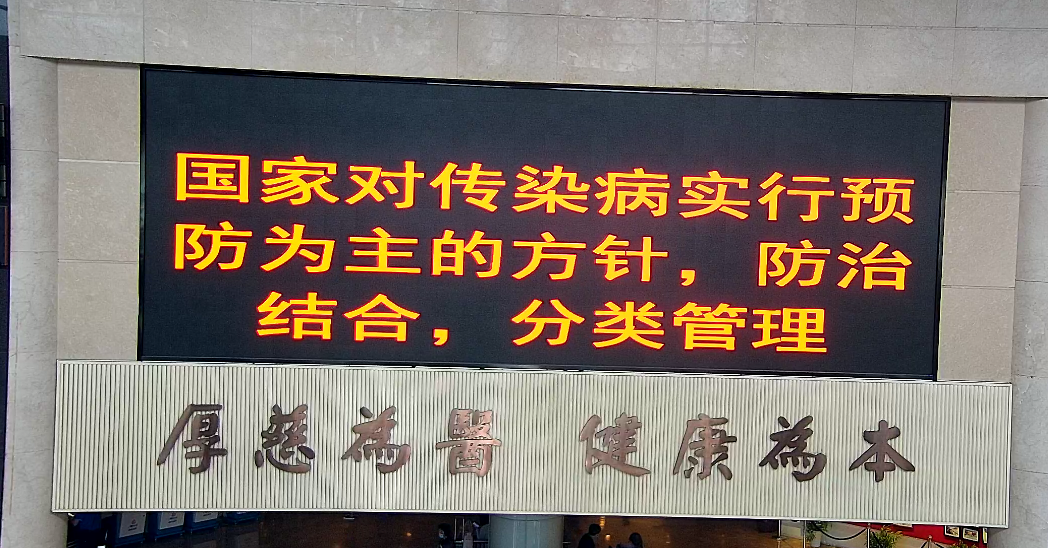 国家对传染病实行预
防为主的方针，防治
结合，分类管理
厚慈為醫 健康為本